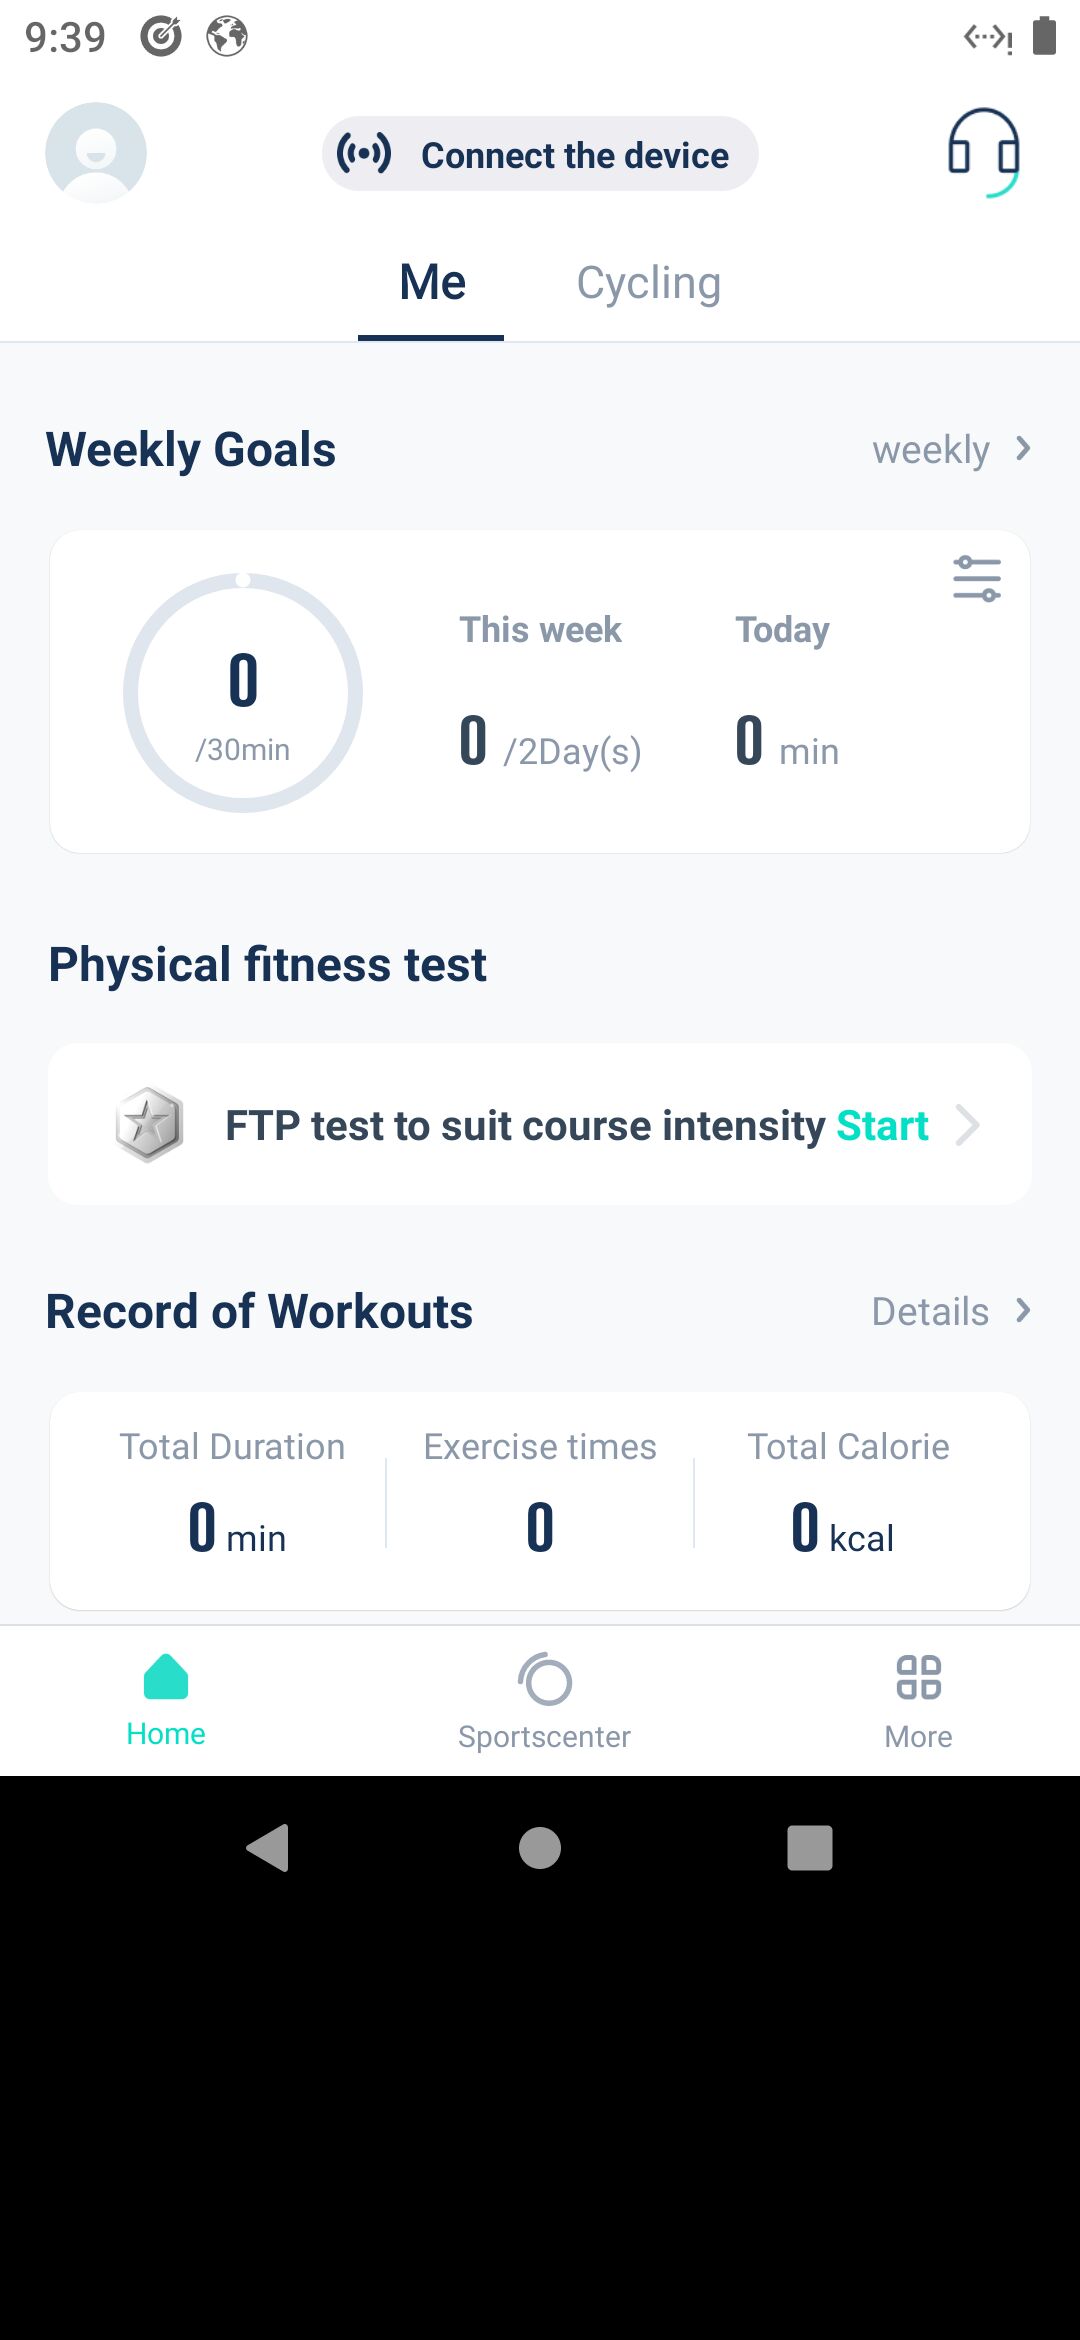 9:39
Connect the device
Me Cycling
Weekly Goals weekly
This week Today
0
/30min
0 /2Day(s) 0 min
Physical fitness test
FTP test to suit course intensity Start
Record of Workouts Details
Total Duration Exercise times Total Calorie
0 min 0 0 kcal
Home Sportscenter More